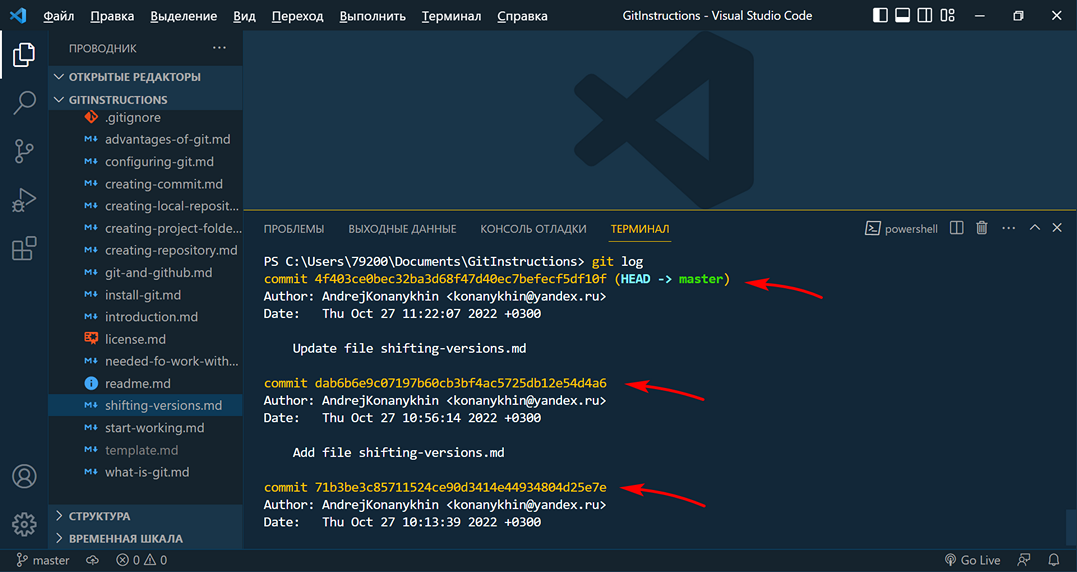 Файл Правка Выделение Вид Переход Выполнить Терминал Справка GitInstructions - Visual Studio Code
ПРОВОДНИК
ОТКРЫТЫЕ РЕДАКТОРЫ
GITINSTRUCTIONS
.gitignore
advantages-of-git.md
configuring-git.md
creating-commit.md
creating-local-reposit...
creating-project-folde...
creating-repository.md
git-and-github.md
install-git.md
introduction.md
license.md
needed-fo-work-with...
readme.md
shifting-versions.md
start-working.md
template.md
what-is-git.md
СТРУКТУРА
ВРЕМЕННАЯ ШКАЛА
ПРОБЛЕМЫ ВЫХОДНЫЕ ДАННЫЕ КОНСОЛЬ ОТЛАДКИ ТЕРМИНАЛ powershell
PS C:\Users\79200\Documents\GitInstructions> git log
commit 4f403ce0bec32ba3d68f47d40ec7befecf5df10f (HEAD -> master)
Author: AndrejKonanykhin <konanykhin@yandex.ru>
Date:   Thu Oct 27 11:22:07 2022 +0300
Update file shifting-versions.md
commit dab6b6e9c07197b60cb3bf4ac5725db12e54d4a6
Author: AndrejKonanykhin <konanykhin@yandex.ru>
Date:   Thu Oct 27 10:56:14 2022 +0300
Add file shifting-versions.md
commit 71b3be3c85711524ce90d3414e44934804d25e7e
Author: AndrejKonanykhin <konanykhin@yandex.ru>
Date:   Thu Oct 27 10:13:39 2022 +0300
master 0 0 Go Live